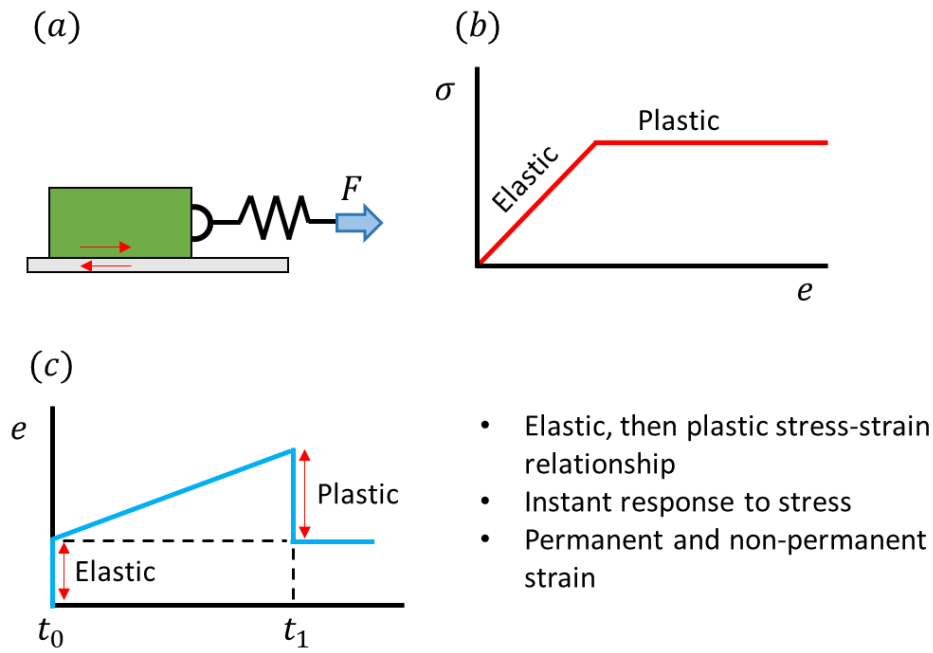 (a)
F
(b)
σ
Elastic
Plastic
e
(c)
e
Plastic
Elastic
t₀
t₁
• Elastic, then plastic stress-strain
relationship
• Instant response to stress
• Permanent and non-permanent
strain